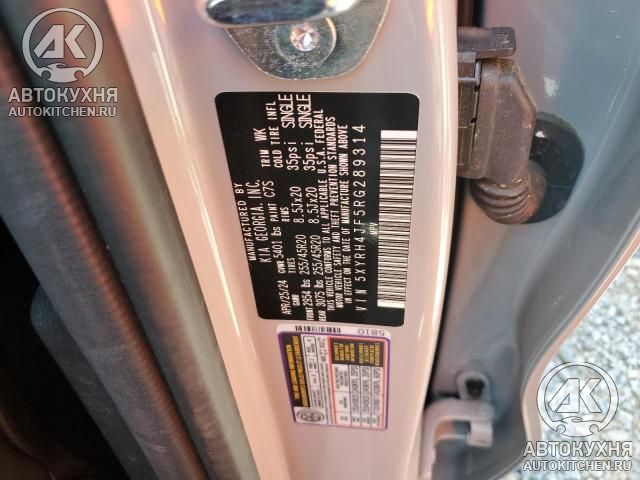 АК
АВТОКУХНЯ
AUTOKITCHEN.RU
MANUFACTURED BY
KIA GEORGIA, INC.
APR/25/24 GVWR 5401 lbs PAINT C7S TRIM WK
GAWR TIRES RIMS COLD TIRE INFL
FRONT 2954 lbs 255/45R20 8.5Jx20 35psi SINGLE
REAR 3075 lbs 255/45R20 8.5Jx20 35psi SINGLE
THIS VEHICLE CONFORMS TO ALL APPLICABLE U.S.A. FEDERAL
MOTOR VEHICLE SAFETY AND THEFT PREVENTION STANDARDS
IN EFFECT ON THE DATE OF MANUFACTURE SHOWN ABOVE.
VIN 5XYRH4JF5RG289314
MPV
5810
АК
АВТОКУХНЯ
AUTOKITCHEN.RU